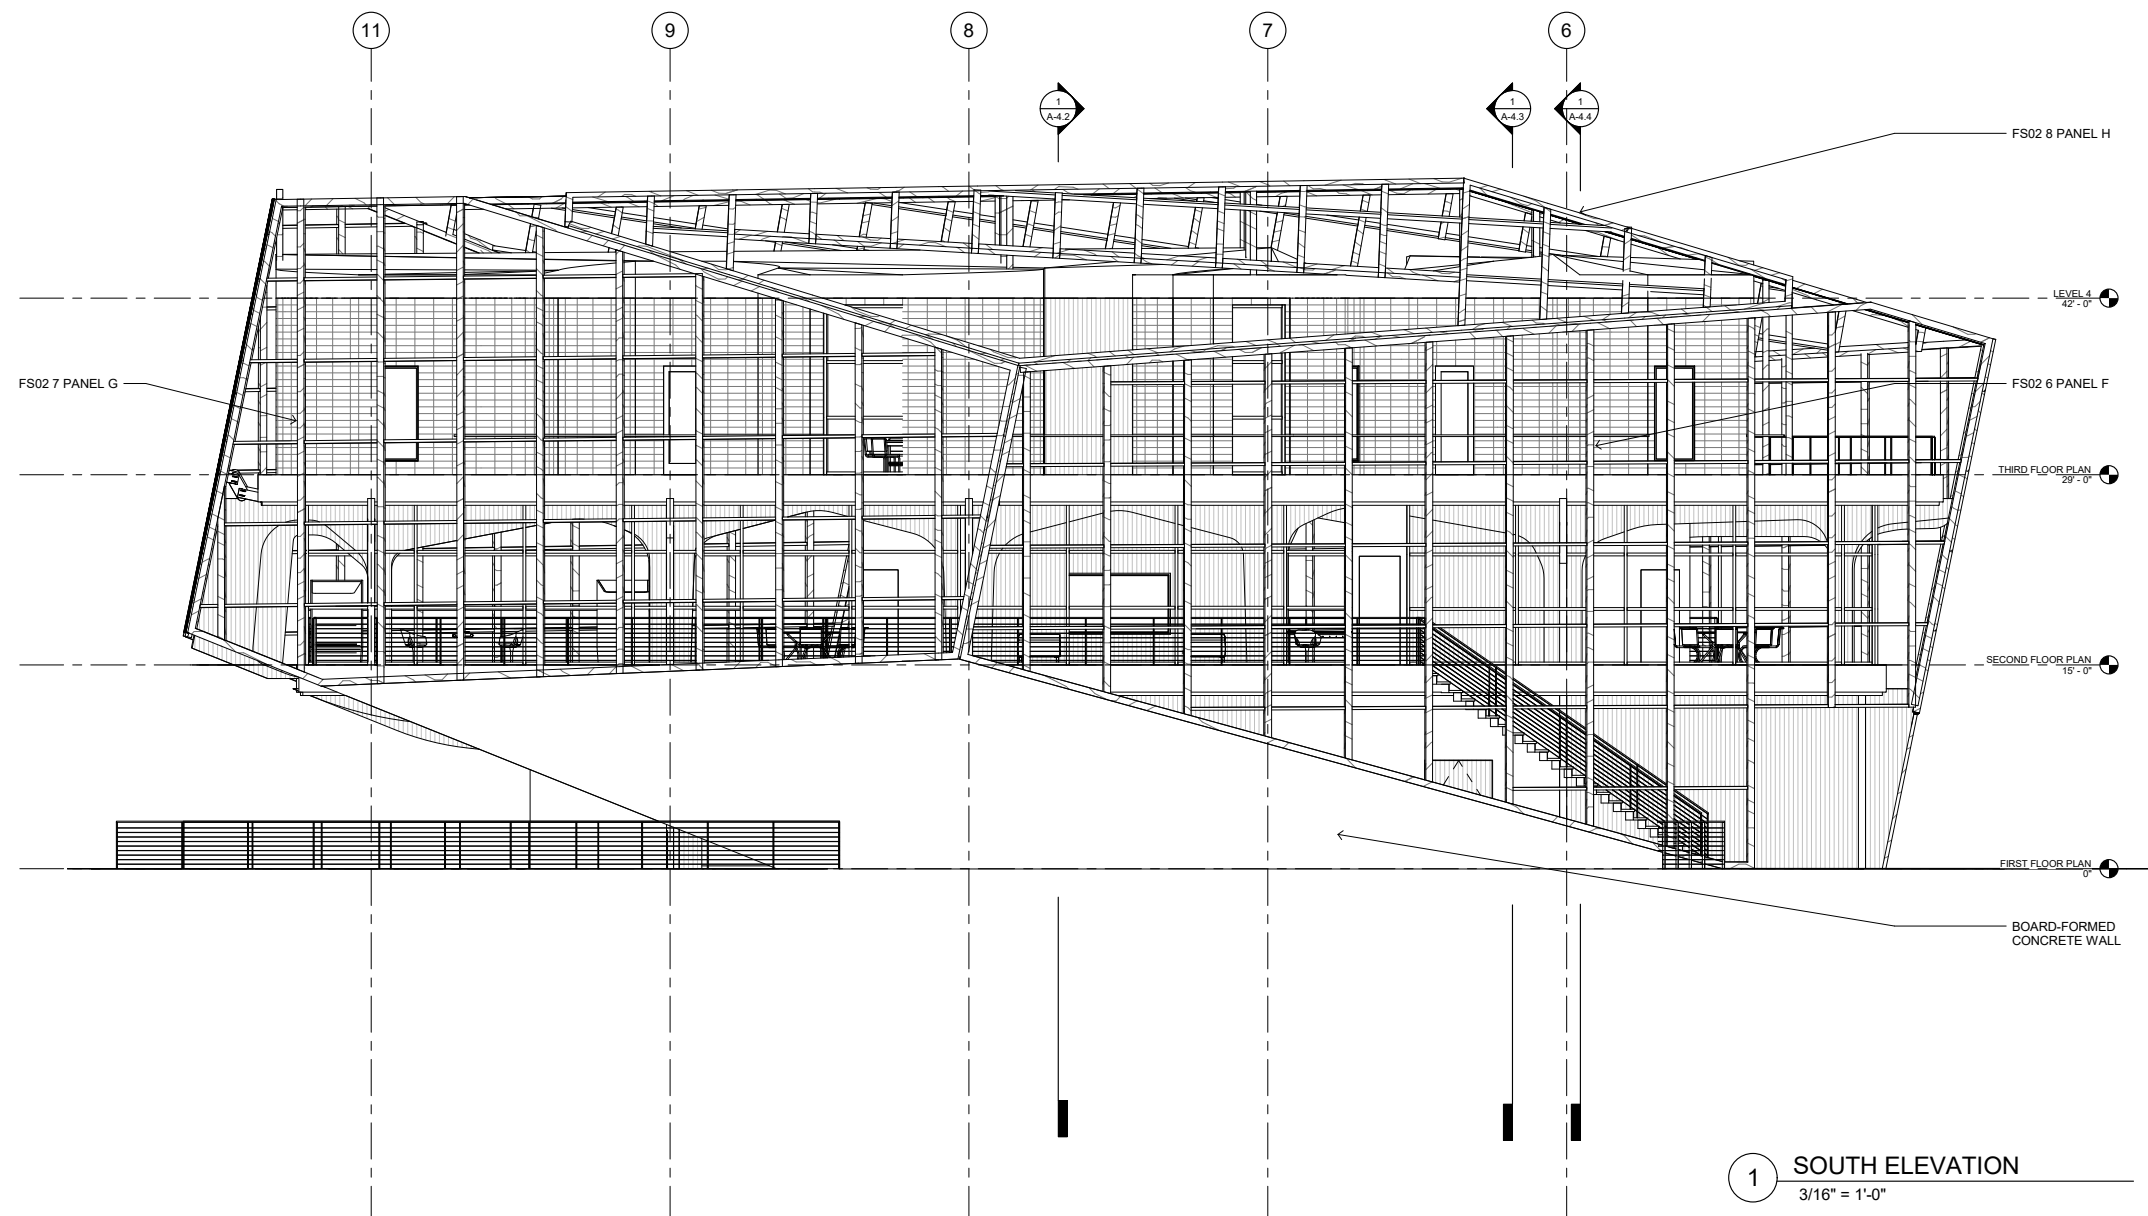 11
9
8
7
6
1
A-4.2
1
A-4.3
1
A-4.4
FS02 8 PANEL H
LEVEL 4
42' - 0"
FS02 7 PANEL G
FS02 6 PANEL F
THIRD FLOOR PLAN
29' - 0"
SECOND FLOOR PLAN
15' - 0"
FIRST FLOOR PLAN
0"
BOARD-FORMED
CONCRETE WALL
1
SOUTH ELEVATION
3/16" = 1'-0"